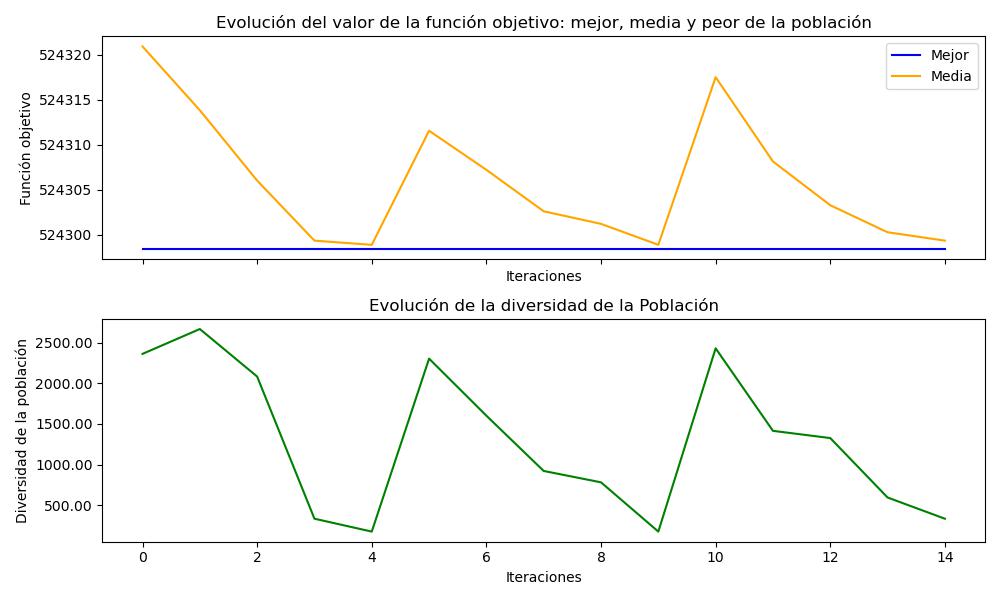 Evolución del valor de la función objetivo: mejor, media y peor de la población
Función objetivo
524320
524315
524310
524305
524300
Mejor
Media
Iteraciones
Evolución de la diversidad de la Población
Diversidad de la población
2500.00
2000.00
1500.00
1000.00
500.00
0 2 4 6 8 10 12 14
Iteraciones